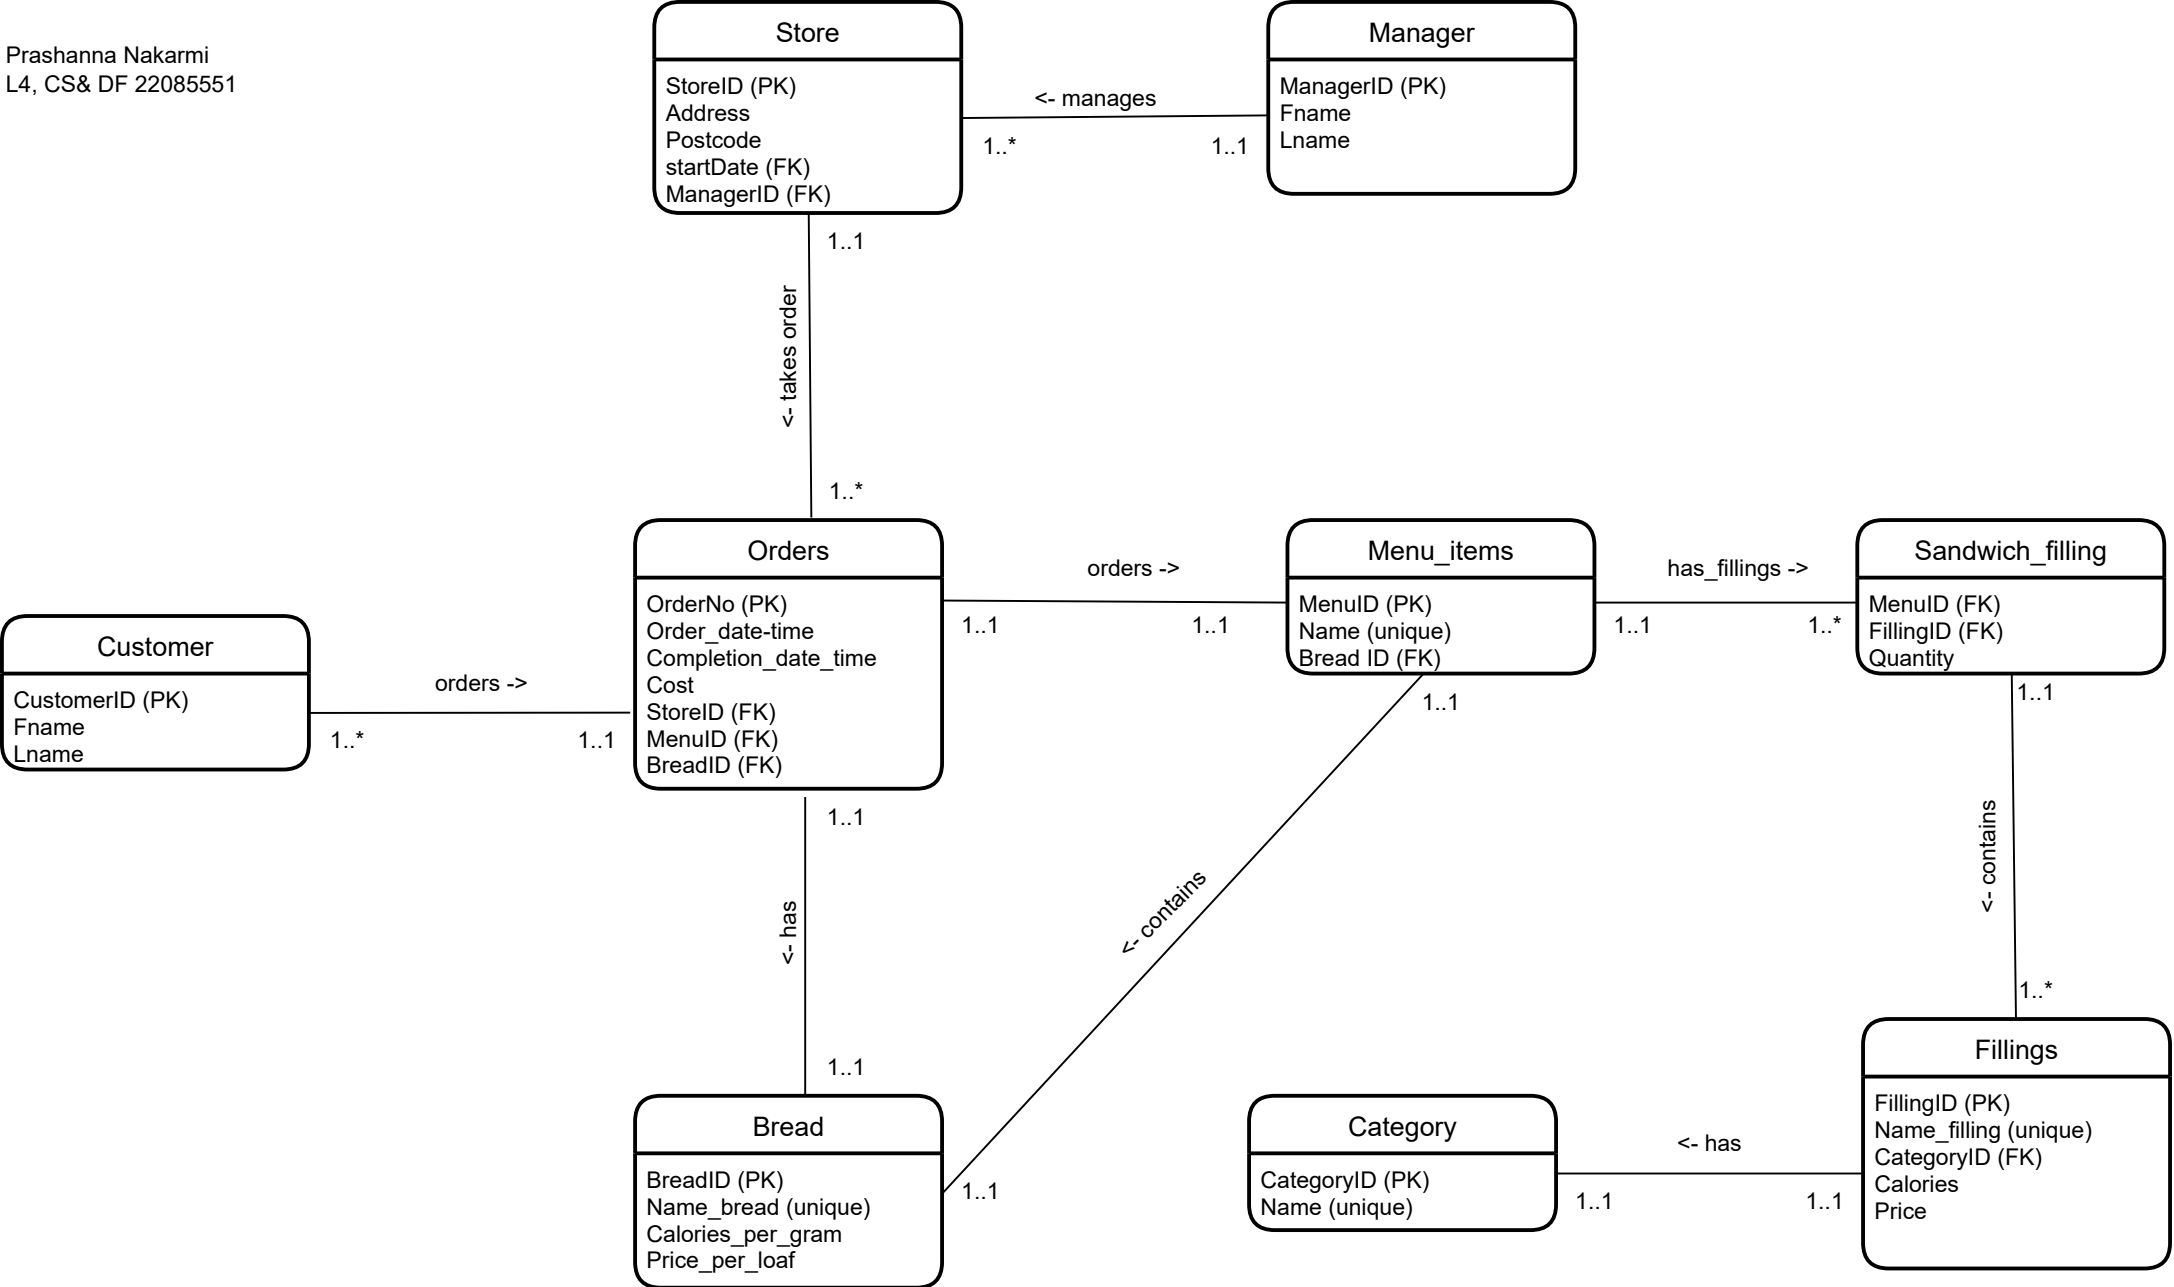 Prashanna Nakarmi
L4, CS& DF 22085551
Store
StoreID (PK)
Address
Postcode
startDate (FK)
ManagerID (FK)
<- manages
1..*
1..1
Manager
ManagerID (PK)
Fname
Lname
1..1
<- takes order
1..*
Customer
CustomerID (PK)
Fname
Lname
orders ->
1..*
1..1
Orders
OrderNo (PK)
Order_date-time
Completion_date_time
Cost
StoreID (FK)
MenuID (FK)
BreadID (FK)
orders ->
1..1
1..1
Menu_items
MenuID (PK)
Name (unique)
Bread ID (FK)
has_fillings ->
1..1
1..*
Sandwich_filling
MenuID (FK)
FillingID (FK)
Quantity
1..1
<- has
1..1
1..1
<- contains
1..1
1..1
<- contains
1..*
Bread
BreadID (PK)
Name_bread (unique)
Calories_per_gram
Price_per_loaf
Category
CategoryID (PK)
Name (unique)
<- has
1..1
1..1
Fillings
FillingID (PK)
Name_filling (unique)
CategoryID (FK)
Calories
Price